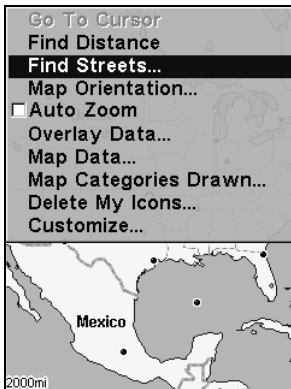 Go To Cursor
Find Distance
Find Streets...
Map Orientation...
Auto Zoom
Overlay Data...
Map Data...
Map Categories Drawn...
Delete My Icons...
Customize...
Mexico
2000mi